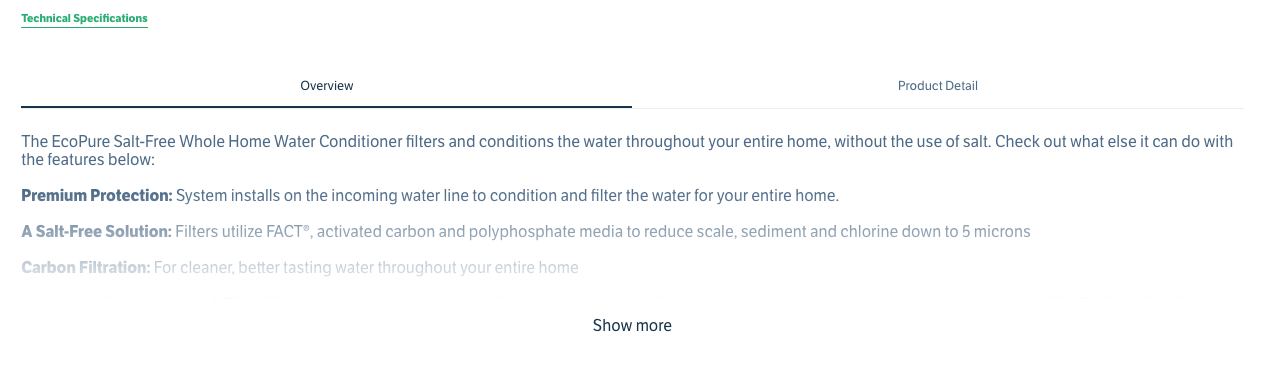 Technical Specifications
Overview
Product Detail
The EcoPure Salt-Free Whole Home Water Conditioner filters and conditions the water throughout your entire home, without the use of salt. Check out what else it can do with
the features below:
Premium Protection: System installs on the incoming water line to condition and filter the water for your entire home.
A Salt-Free Solution: Filters utilize FACT®, activated carbon and polyphosphate media to reduce scale, sediment and chlorine down to 5 microns
Carbon Filtration: For cleaner, better tasting water throughout your entire home
Show more